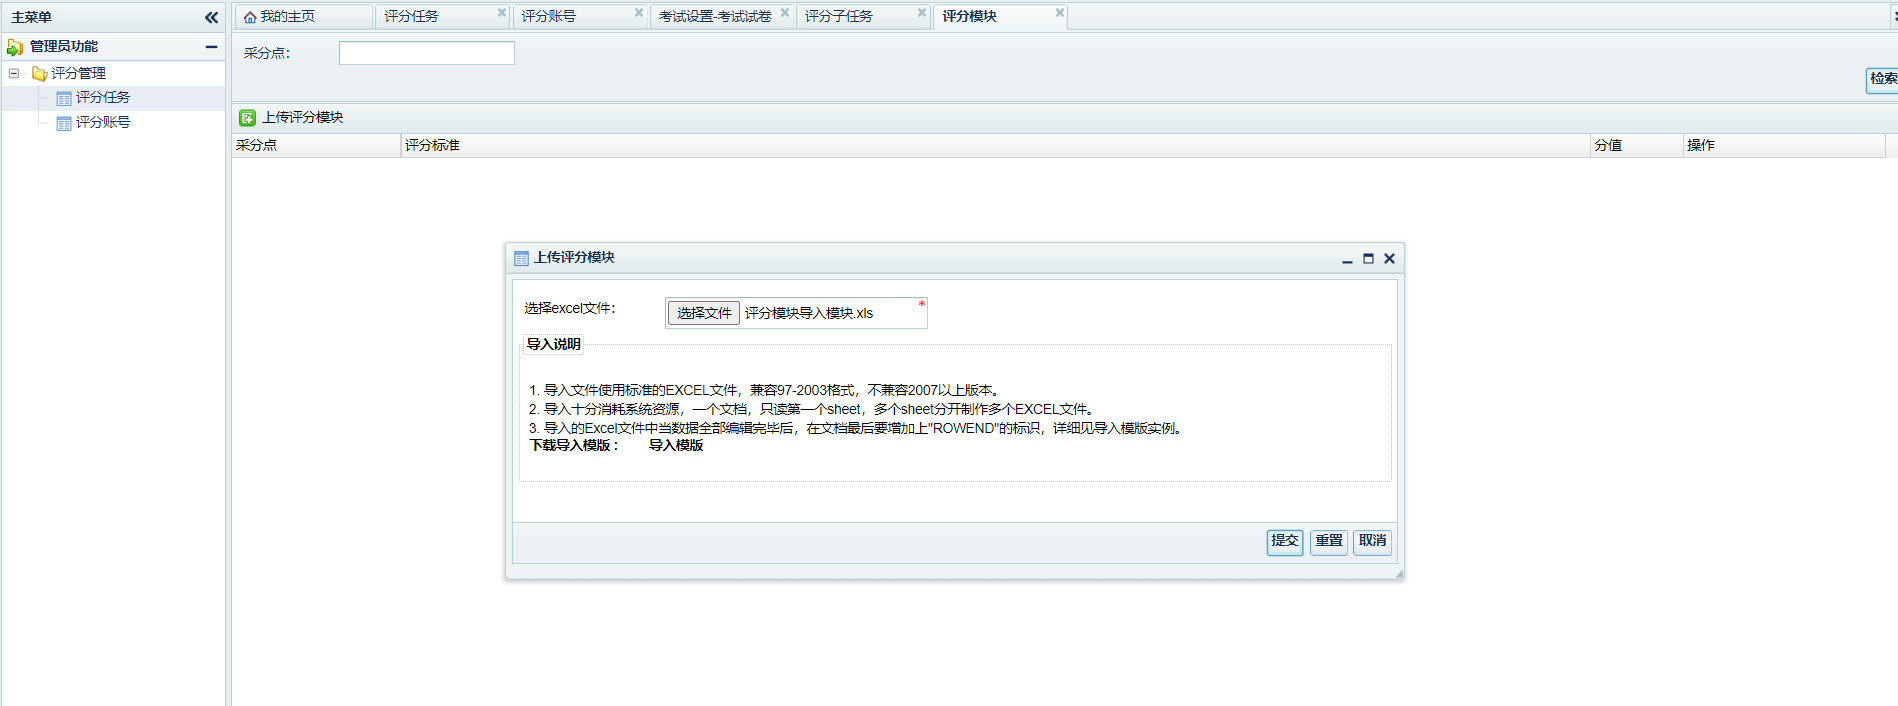 主菜单
管理员功能
评分管理
评分任务
评分账号
我的主页 评分任务 评分账号 考试设置-考试试卷 评分子任务 评分模块
采分点：
检索
上传评分模块
采分点 评分标准 分值 操作
上传评分模块
选择excel文件： 选择文件 评分模块导入模块.xls *
导入说明
1. 导入文件使用标准的EXCEL文件，兼容97-2003格式，不兼容2007以上版本。
2. 导入十分消耗系统资源，一个文档，只读第一个sheet，多个sheet分开制作多个EXCEL文件。
3. 导入的Excel文件中当数据全部编辑完毕后，在文档最后要增加上"ROWEND"的标识，详细见导入模版实例。
下载导入模版： 导入模版
提交 重置 取消